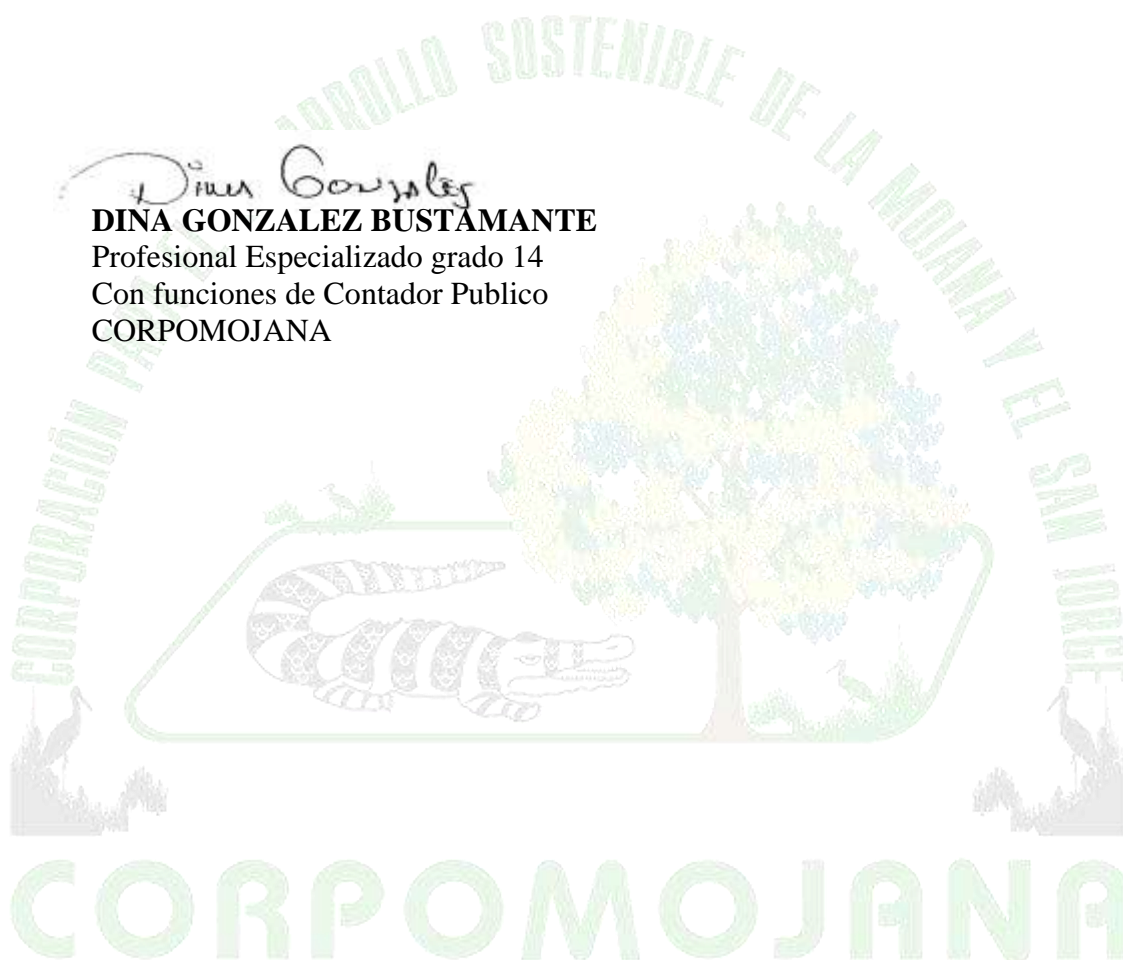 CORPORACIÓN PARA EL DESARROLLO SOSTENIBLE DE LA MOJANA Y EL SAN JORGE
Dina Gonzalez
DINA GONZALEZ BUSTAMANTE
Profesional Especializado grado 14
Con funciones de Contador Publico
CORPOMOJANA
CORPOMOJANA